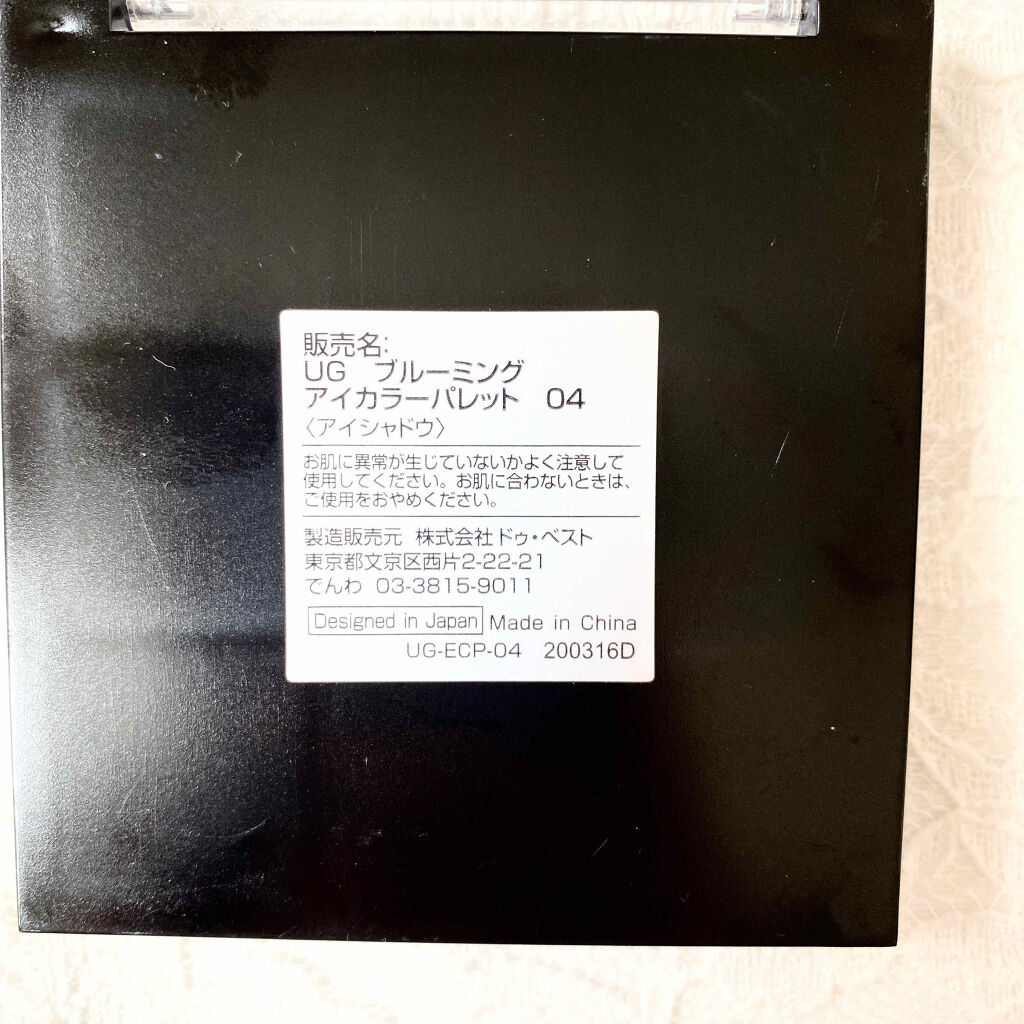 販売名:
UG ブルーミング
アイカラーパレット 04
〈アイシャドウ〉
お肌に異常が生じていないかよく注意して
使用してください。お肌に合わないときは、
ご使用をおやめください。
製造販売元 株式会社ドゥ・ベスト
東京都文京区西片2-22-21
でんわ 03-3815-9011
Designed in Japan Made in China
UG-ECP-04 200316D